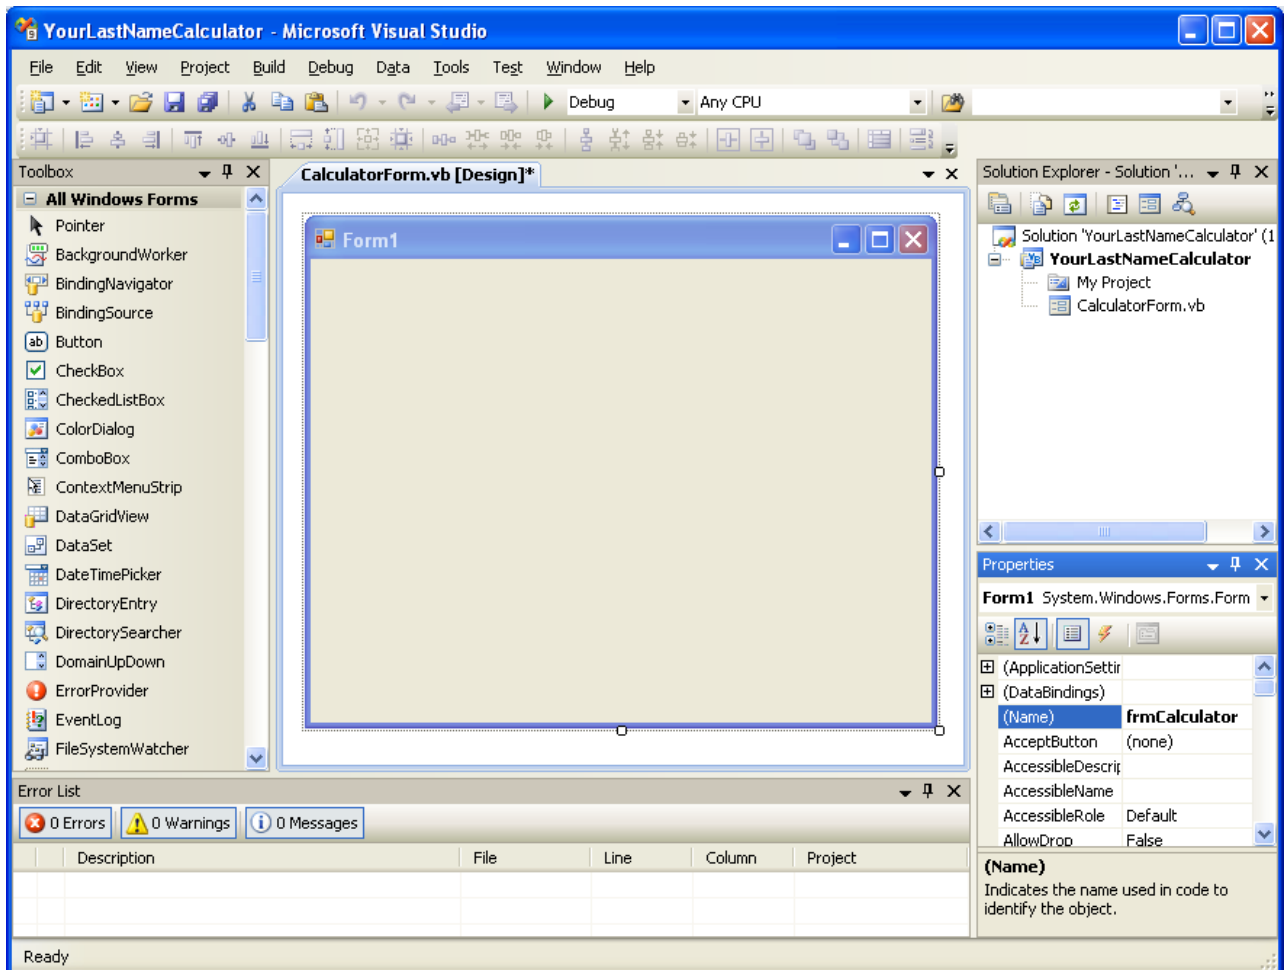 YourLastNameCalculator - Microsoft Visual Studio
File Edit View Project Build Debug Data Tools Test Window Help
Debug Any CPU
Toolbox
All Windows Forms
Pointer
BackgroundWorker
BindingNavigator
BindingSource
Button
CheckBox
CheckedListBox
ColorDialog
ComboBox
ContextMenuStrip
DataGridView
DataSet
DateTimePicker
DirectoryEntry
DirectorySearcher
DomainUpDown
ErrorProvider
EventLog
FileSystemWatcher
CalculatorForm.vb [Design]*
Form1
Solution Explorer - Solution '...
Solution 'YourLastNameCalculator' (1
YourLastNameCalculator
My Project
CalculatorForm.vb
Properties
Form1 System.Windows.Forms.Form
(ApplicationSettir
(DataBindings)
(Name) frmCalculator
AcceptButton (none)
AccessibleDescrip
AccessibleName
AccessibleRole Default
AllowDrop False
(Name)
Indicates the name used in code to
identify the object.
Error List
0 Errors 0 Warnings 0 Messages
Description File Line Column Project
Ready